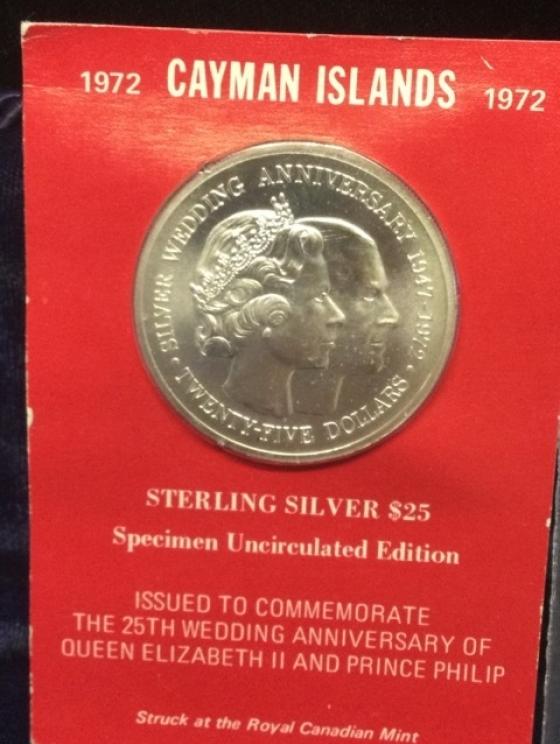 1972 CAYMAN ISLANDS 1972
SILVER WEDDING ANNIVERSARY 1947-1972
TWENTY-FIVE DOLLARS
STERLING SILVER $25
Specimen Uncirculated Edition
ISSUED TO COMMEMORATE
THE 25TH WEDDING ANNIVERSARY OF
QUEEN ELIZABETH II AND PRINCE PHILIP
Struck at the Royal Canadian Mint